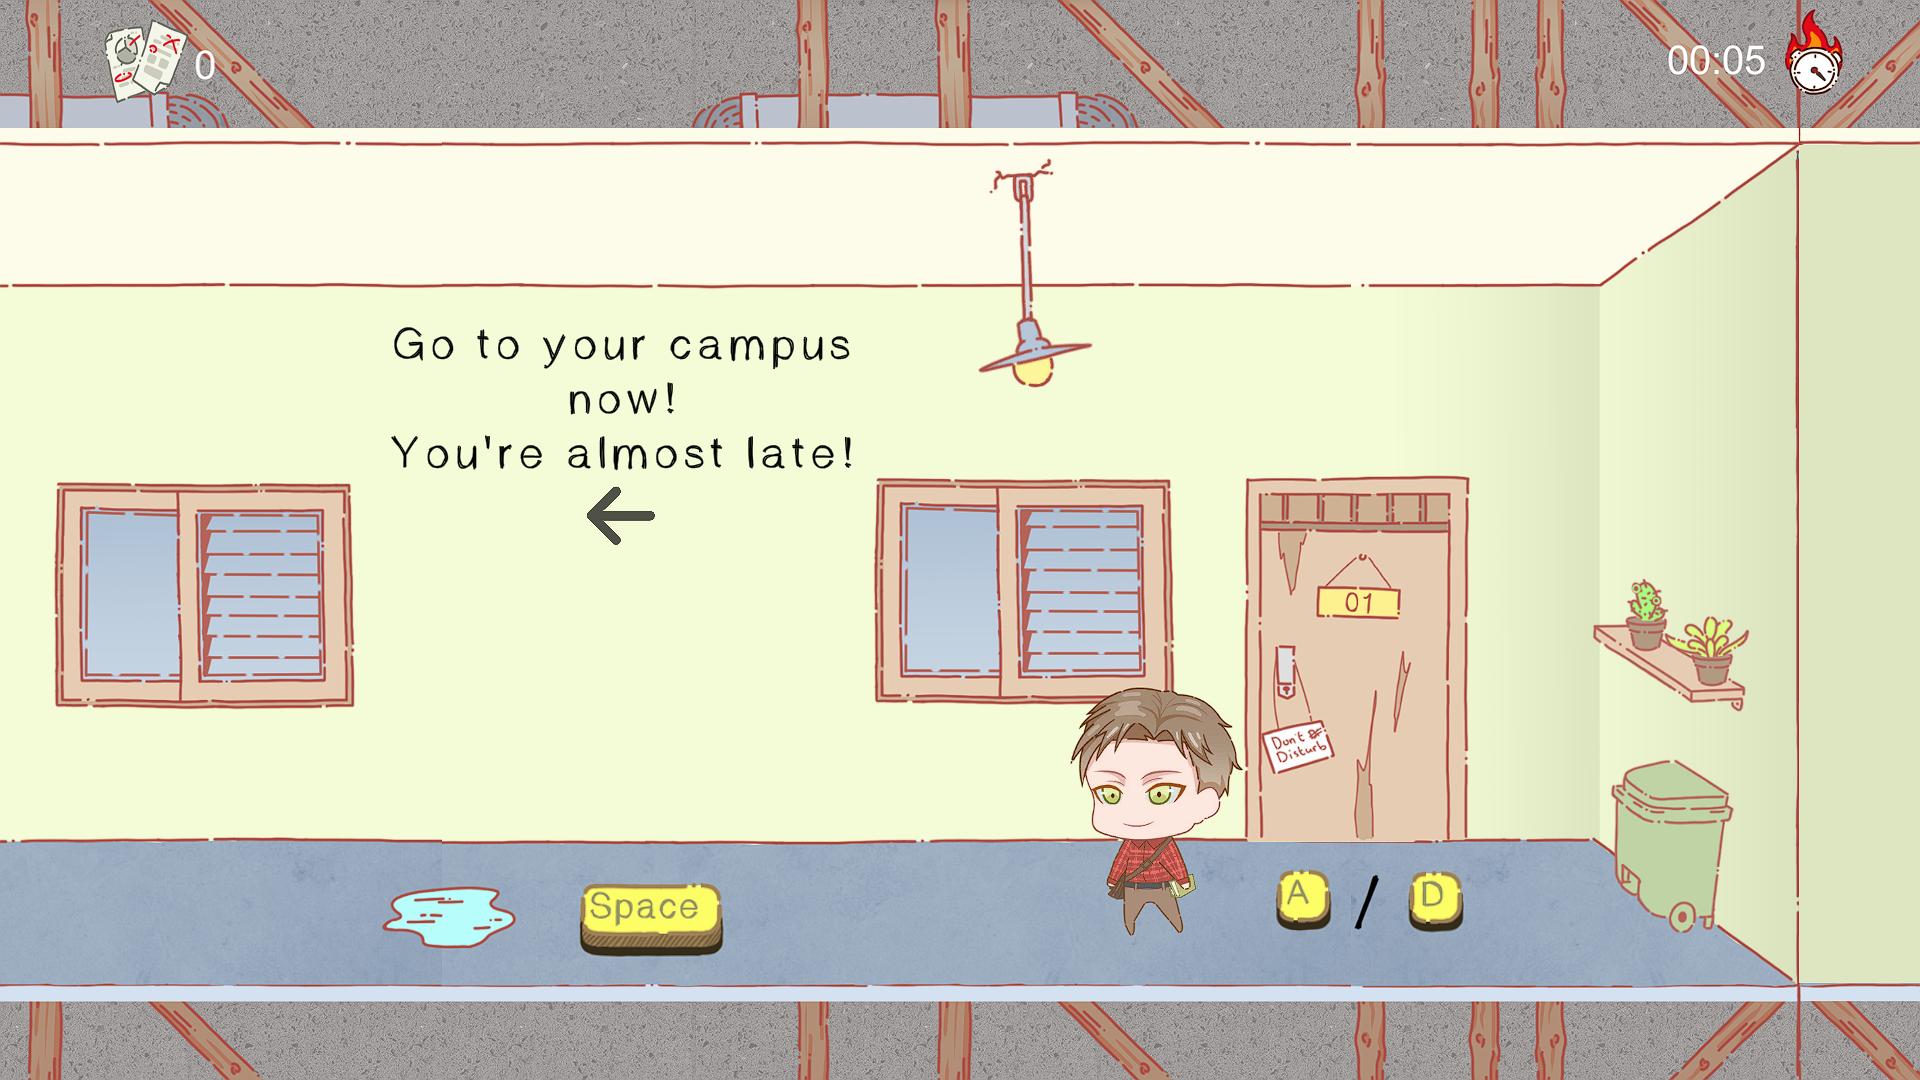 0
00:05
Go to your campus
now!
You're almost late!
01
Don't
Disturb
Space
A / D